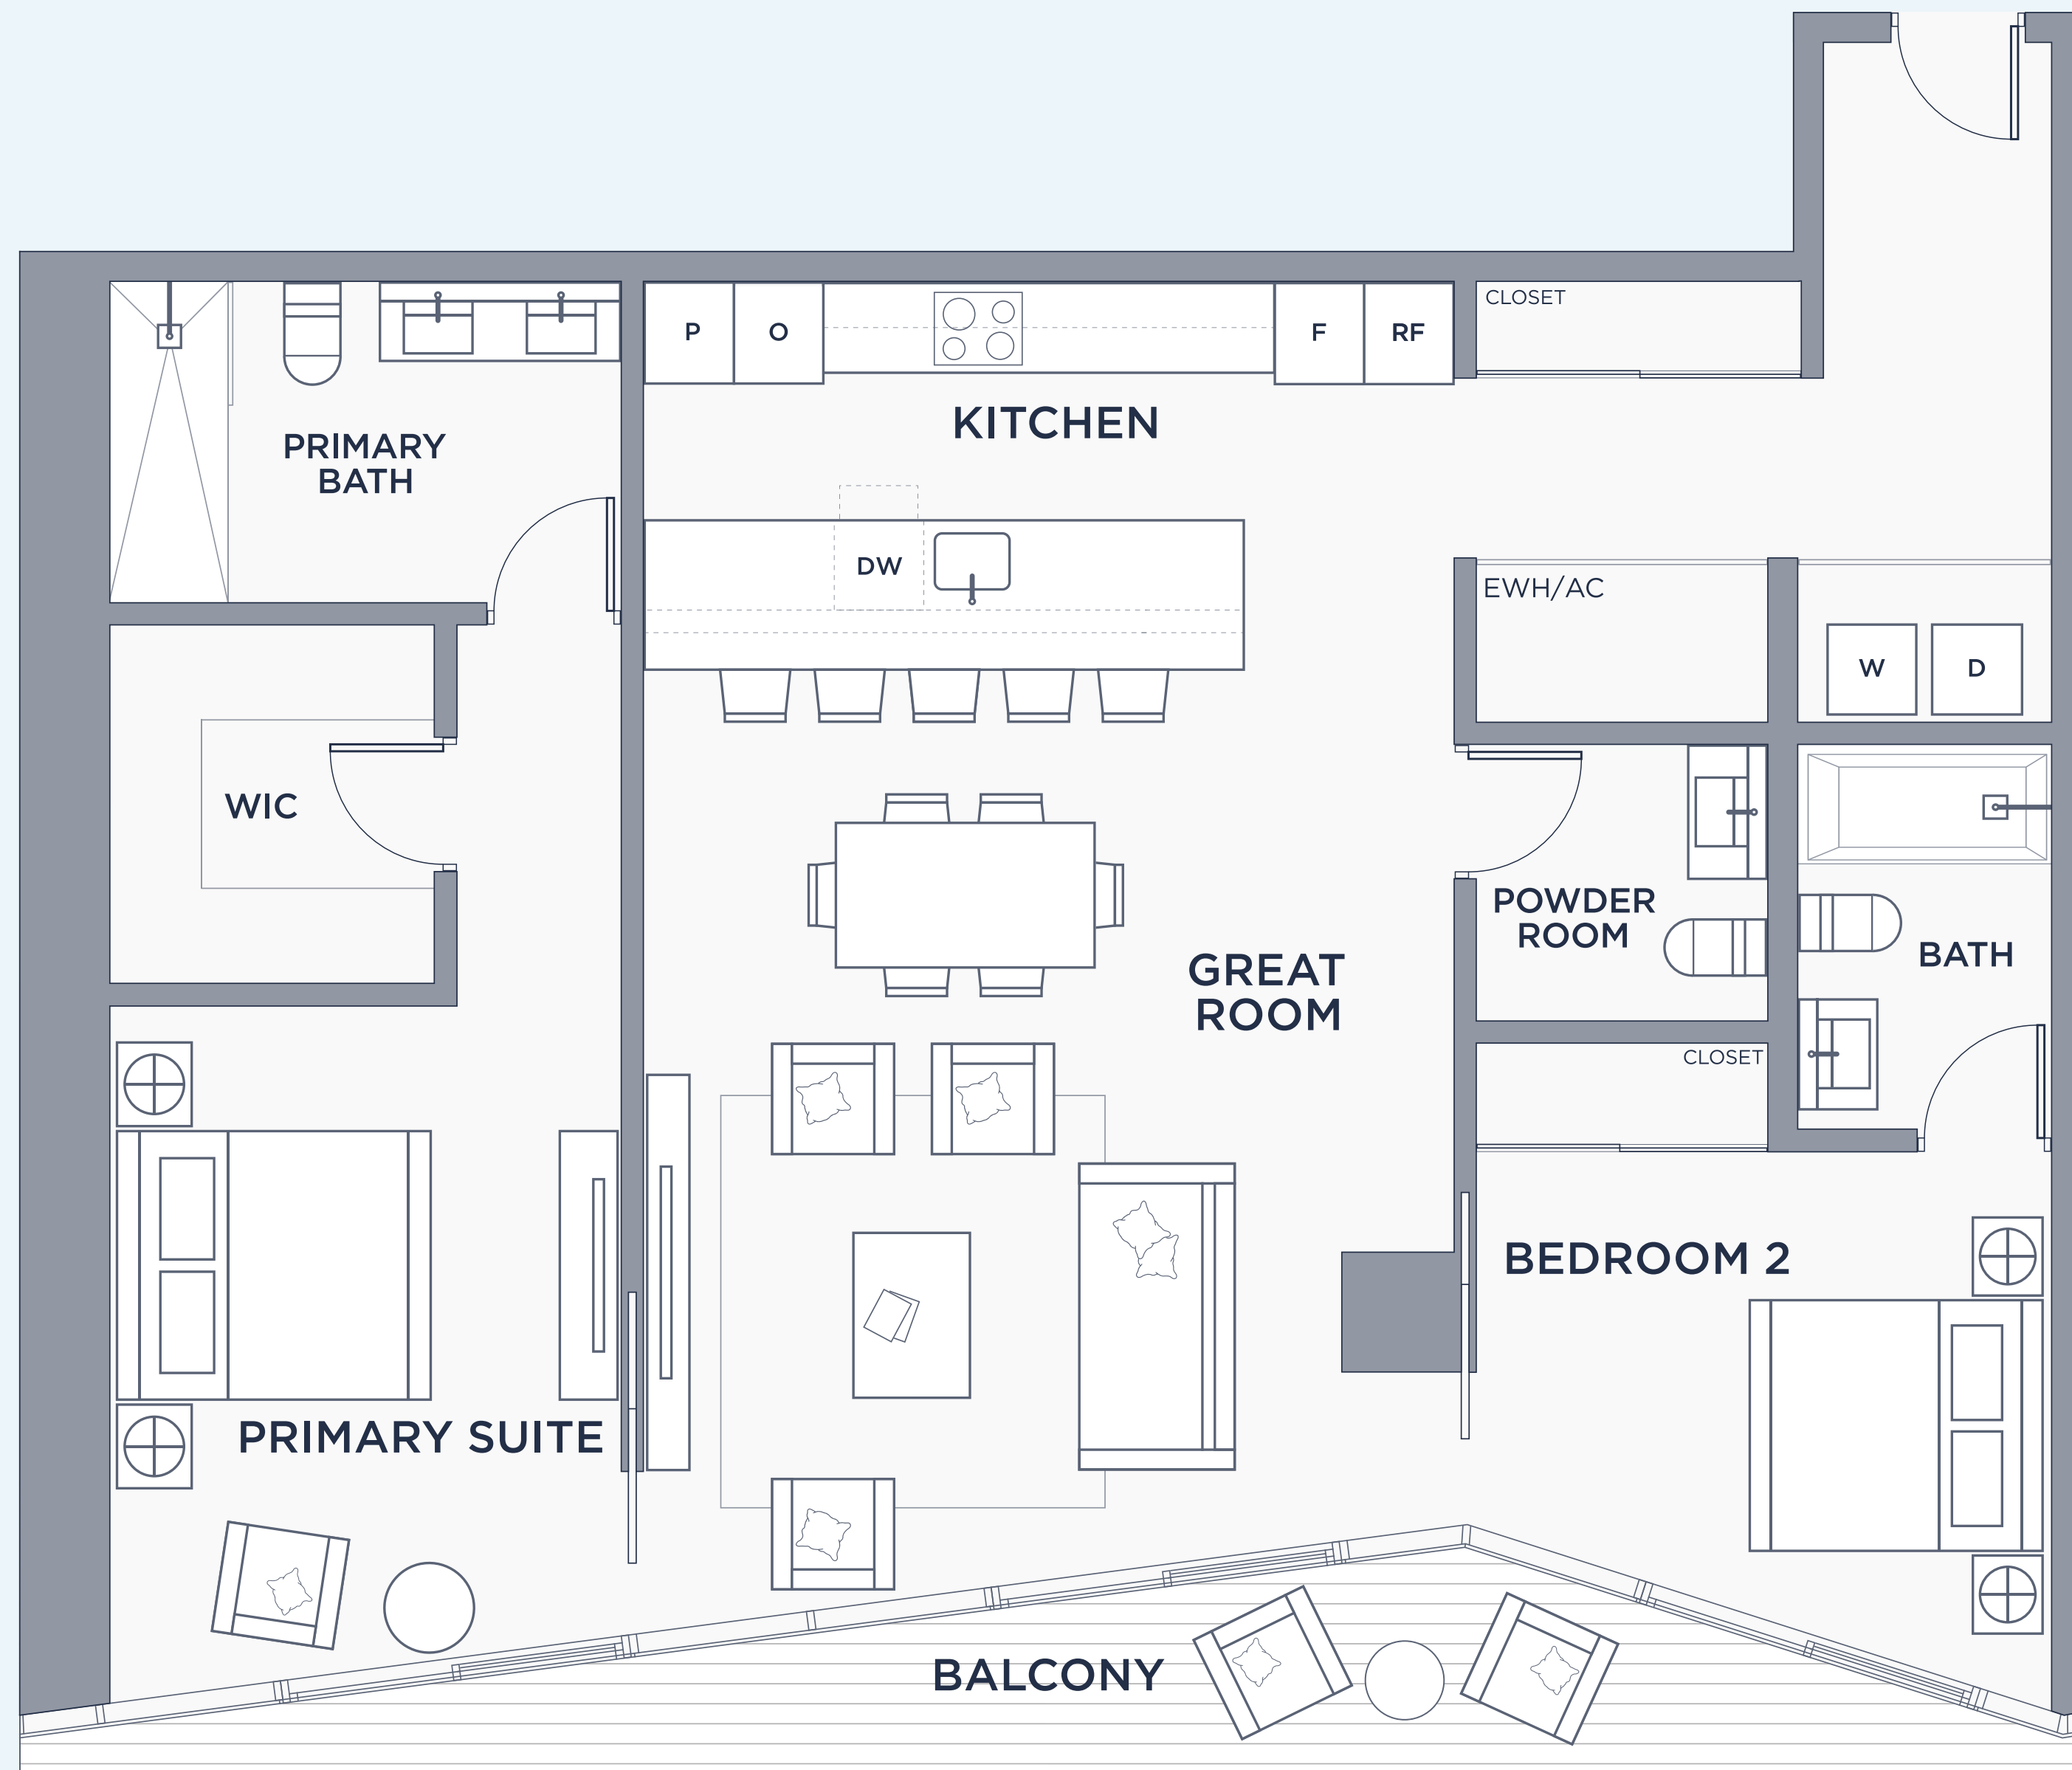 CLOSET
P
O
F
RF
KITCHEN
PRIMARY
BATH
DW
EWH/AC
W
D
WIC
POWDER
ROOM
BATH
GREAT
ROOM
CLOSET
BEDROOM 2
PRIMARY SUITE
BALCONY